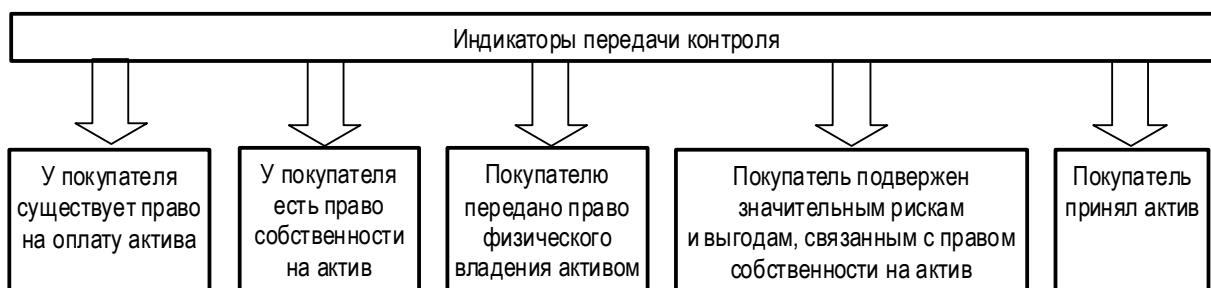 Индикаторы передачи контроля
У покупателя
существует право
на оплату актива
У покупателя
есть право
собственности
на актив
Покупателю
передано право
физического
владения активом
Покупатель подвержен
значительным рискам
и выгодам, связанным с правом
собственности на актив
Покупатель
принял актив